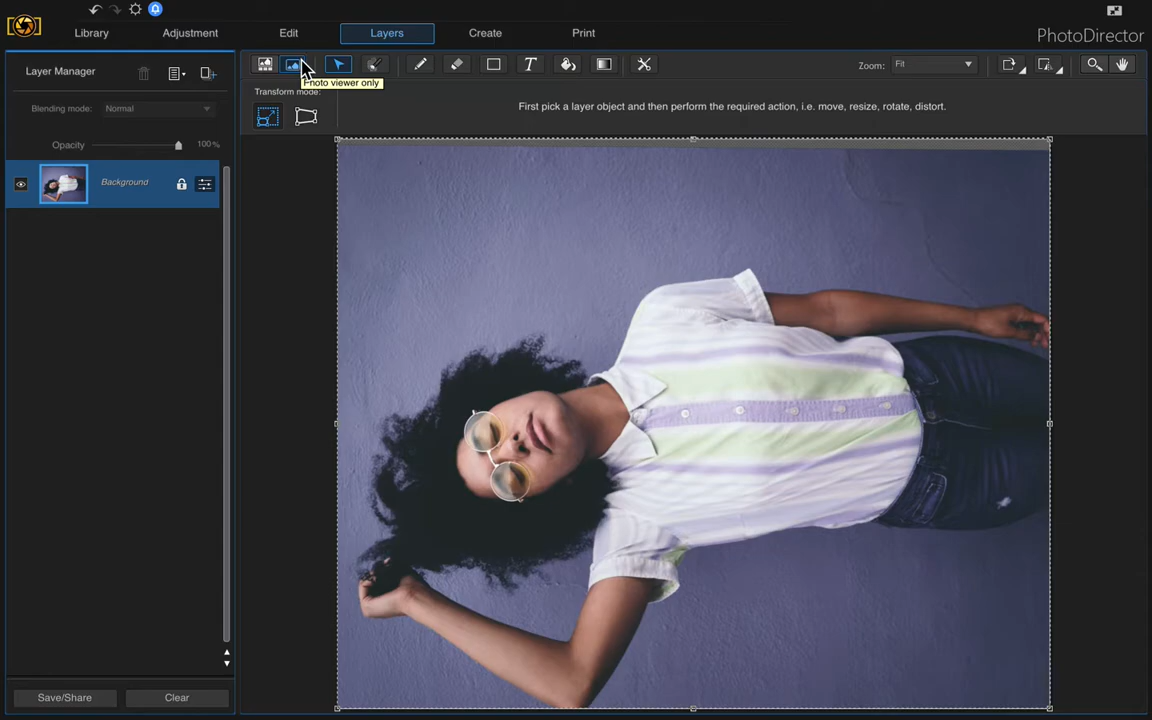 Library
Adjustment
Edit
Layers
Create
Print
PhotoDirector
Layer Manager
Photo viewer only
T
Zoom: Fit
Transform mode:
First pick a layer object and then perform the required action, i.e. move, resize, rotate, distort.
Blending mode: Normal
Opacity 100%
Background
Save/Share
Clear